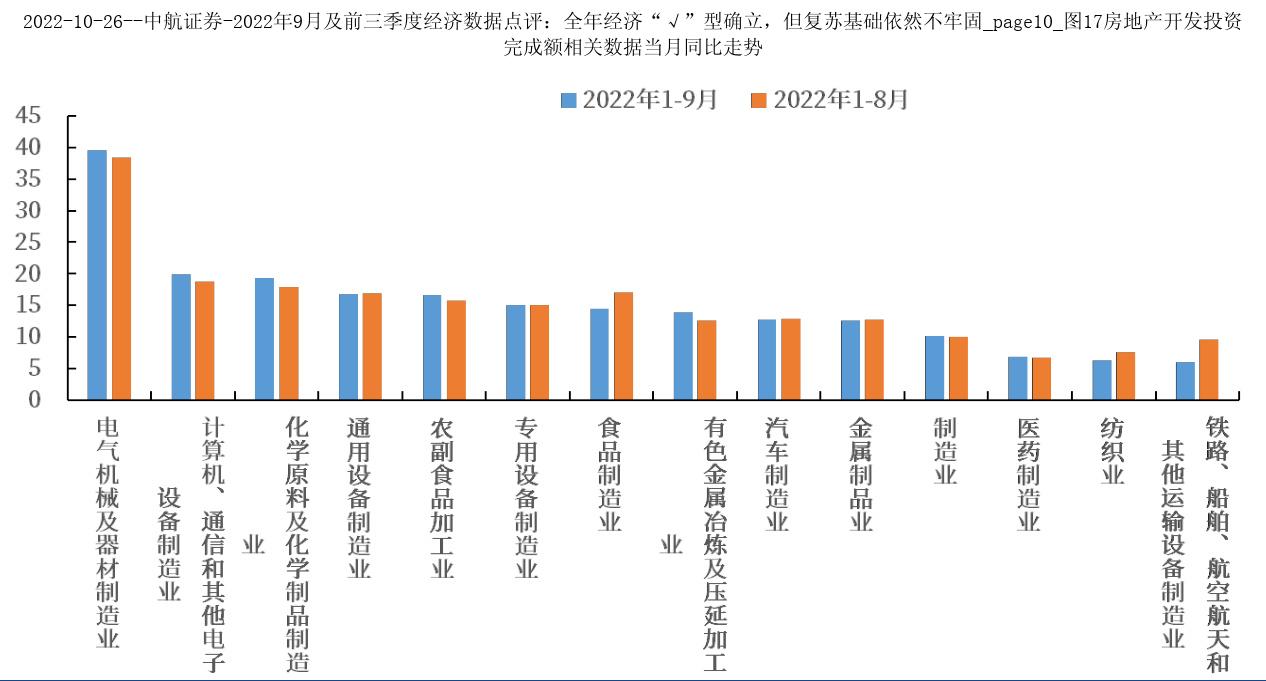 2022-10-26--中航证券-2022年9月及前三季度经济数据点评：全年经济“√”型确立，但复苏基础依然不牢固_page10_图17房地产开发投资
完成额相关数据当月同比走势
2022年1-9月 2022年1-8月
45
40
35
30
25
20
15
10
5
0
电气机械及器材制造业
计算机、通信和其他电子
设备制造业
化学原料及化学制品制造
业
通用设备制造业
农副食品加工业
专用设备制造业
食品制造业
有色金属冶炼及压延加工
业
汽车制造业
金属制品业
制造业
医药制造业
纺织业
铁路、船舶、航空航天和
其他运输设备制造业